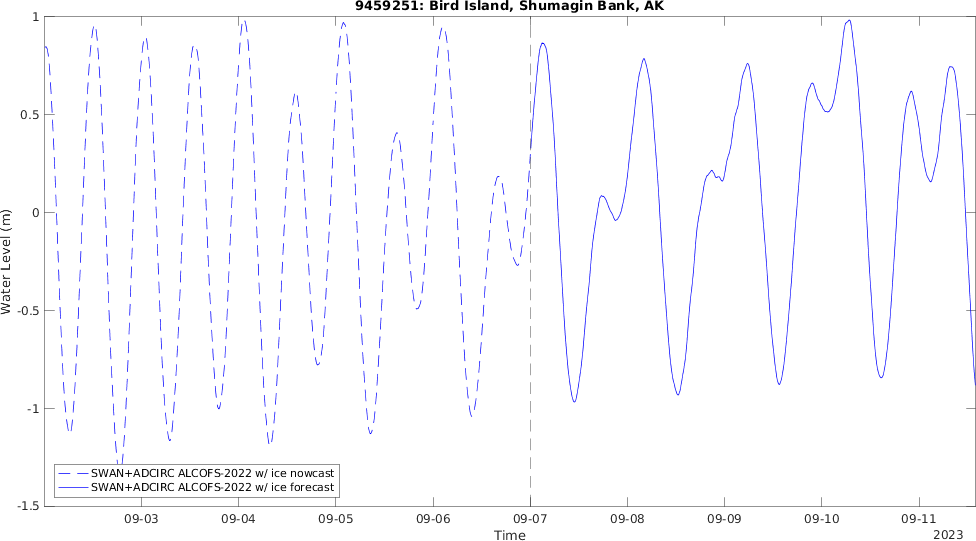 9459251: Bird Island, Shumagin Bank, AK
1
0.5
0
-0.5
-1
-1.5
Water Level (m)
SWAN+ADCIRC ALCOFS-2022 w/ ice nowcast
SWAN+ADCIRC ALCOFS-2022 w/ ice forecast
09-03 09-04 09-05 09-06 09-07 09-08 09-09 09-10 09-11
Time
2023